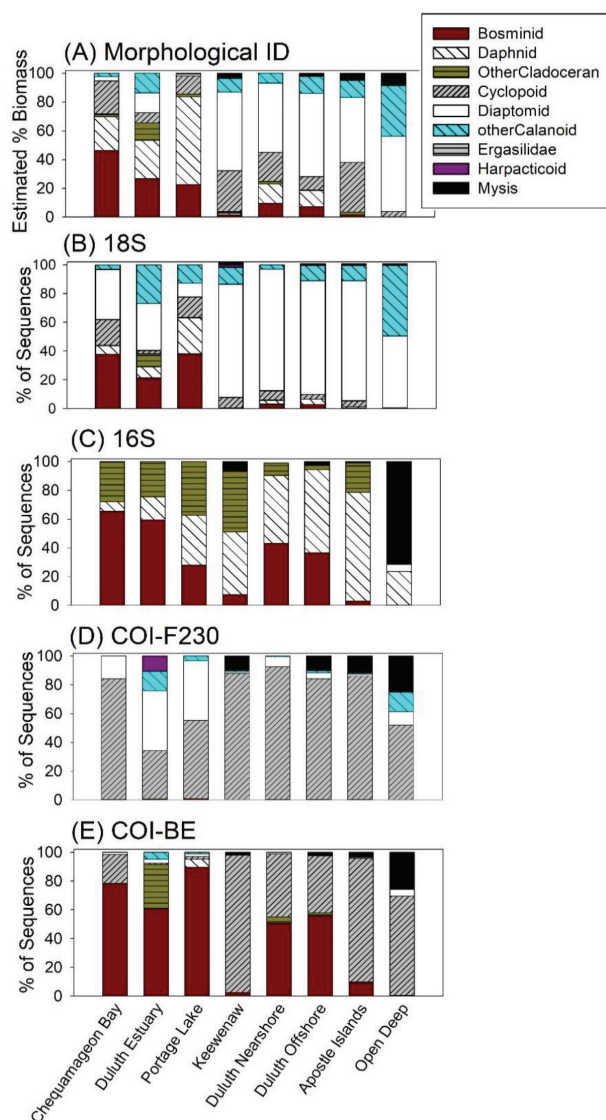 (A) Morphological ID
Estimated % Biomass
100
80
60
40
20
0
Bosminid
Daphnid
OtherCladoceran
Cyclopoid
Diaptomid
otherCalanoid
Ergasilidae
Harpacticoid
Mysis
(B) 18S
% of Sequences
100
80
60
40
20
0
(C) 16S
% of Sequences
100
80
60
40
20
0
(D) COI-F230
% of Sequences
100
80
60
40
20
0
(E) COI-BE
% of Sequences
100
80
60
40
20
0
Chequamageon Bay
Duluth Estuary
Portage Lake
Keewenaw
Duluth Nearshore
Duluth Offshore
Apostle Islands
Open Deep